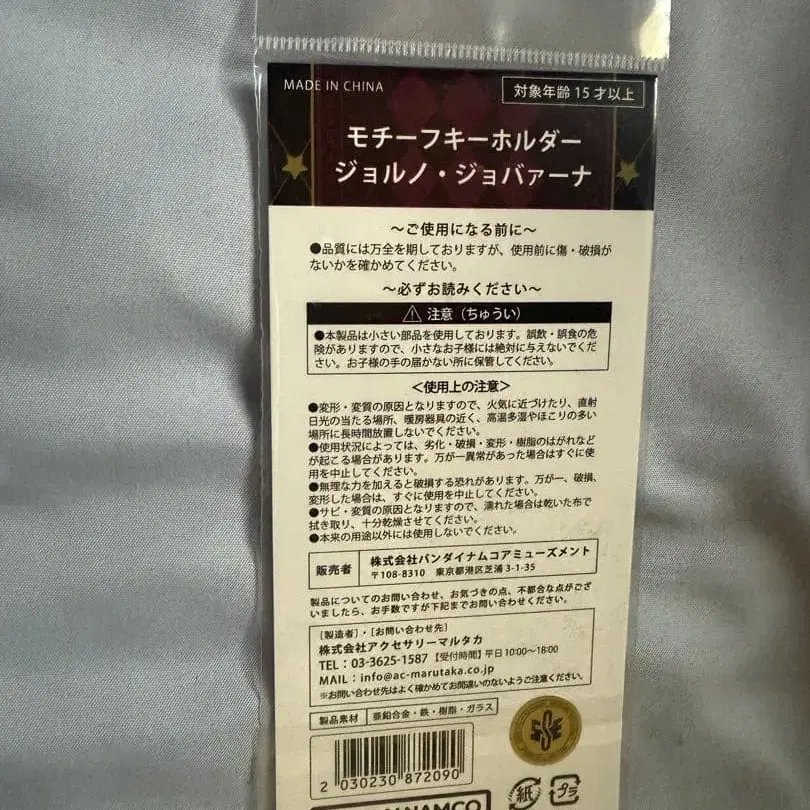 MADE IN CHINA
対象年齢 15 才以上
モチーフキーホルダー
ジョルノ・ジョバァーナ
～ご使用になる前に～
●品質には万全を期しておりますが、使用前に傷・破損が
ないかを確かめてください。
～必ずお読みください～
⚠ 注意（ちゅうい）
●本製品は小さい部品を使用しております。誤飲・誤食の危
険がありますので、小さなお子様には絶対に与えないでくだ
さい。お子様の手の届かない所に保管してください。
＜使用上の注意＞
●変形・変質の原因となりますので、火気に近づけたり、直射
日光の当たる場所、暖房器具の近く、高温多湿やほこりの多い
場所に長時間放置しないでください。
●使用状況によっては、劣化・破損・変形・樹脂のはがれなど
が起こる場合があります。万が一異常があった場合はすぐに使
用を中止してください。
●無理な力を加えると破損する恐れがあります。万が一、破損、
変形した場合は、すぐに使用を中止してください。
●サビ・変質の原因となりますので、濡れた場合は乾いた布で
拭き取り、十分乾燥させてください。
●本来の用途以外には使用しないでください。
販売者
株式会社バンダイナムコアミューズメント
〒108-8310 東京都港区芝浦 3-1-35
製品についてのお問い合わせ、お気づきの点、不都合な点がござ
いましたら、お手数ですが下記までお問い合わせください。
［製造者］・［お問い合わせ先］
株式会社アクセサリーマルタカ
TEL：03-3625-1587 【受付時間】平日 10:00～18:00
MAIL：info@ac-marutaka.co.jp
※お問い合わせ先はよく確かめてお間違いのないようご注意ください。
製品素材
亜鉛合金・鉄・樹脂・ガラス
2 030230 872090
紙
プラ
NAMCO